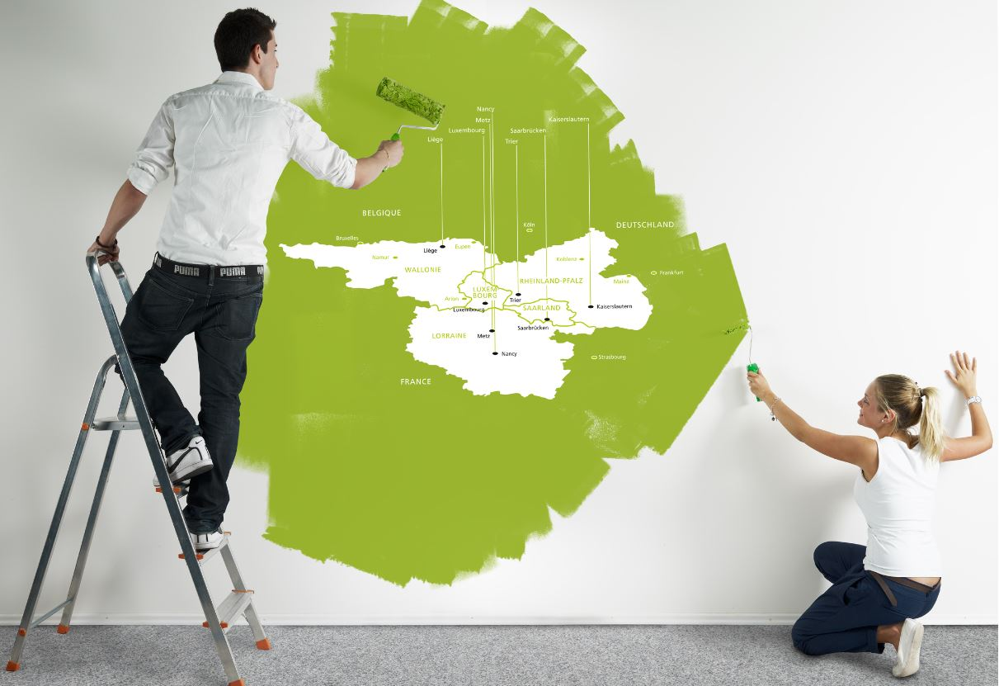 Nancy
Metz
Kaiserslautern
Luxembourg
Saarbrücken
Liège
Trier
BELGIQUE
Köln
DEUTSCHLAND
Bruxelles
Liège
Eupen
Namur
Koblenz
WALLONIE
Frankfurt
RHEINLAND-PFALZ
Mainz
LUXEM
BOURG
Arlon
Trier
Luxembourg
SAARLAND
Kaiserslautern
Saarbrücken
LORRAINE
Metz
Nancy
Strasbourg
FRANCE
PUMA PUMA